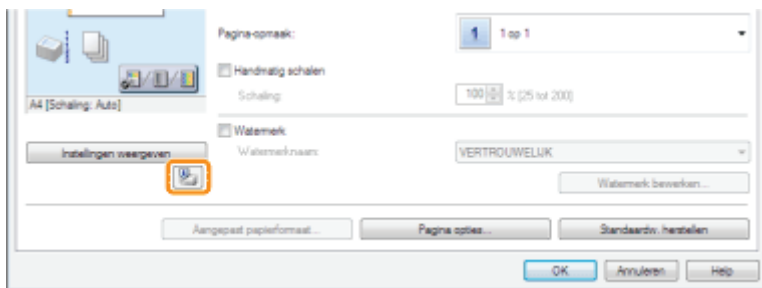 Pagina-opmaak:
1 1 op 1
Handmatig schalen
Schaling: 100 % [25 tot 200]
A4 [Schaling: Auto]
Watermerk
Instellingen weergeven
Watermerknaam: VERTROUWELIJK
Watermerk bewerken...
Aangepast papierformaat... Pagina opties... Standaardw. herstellen
OK Annuleren Help